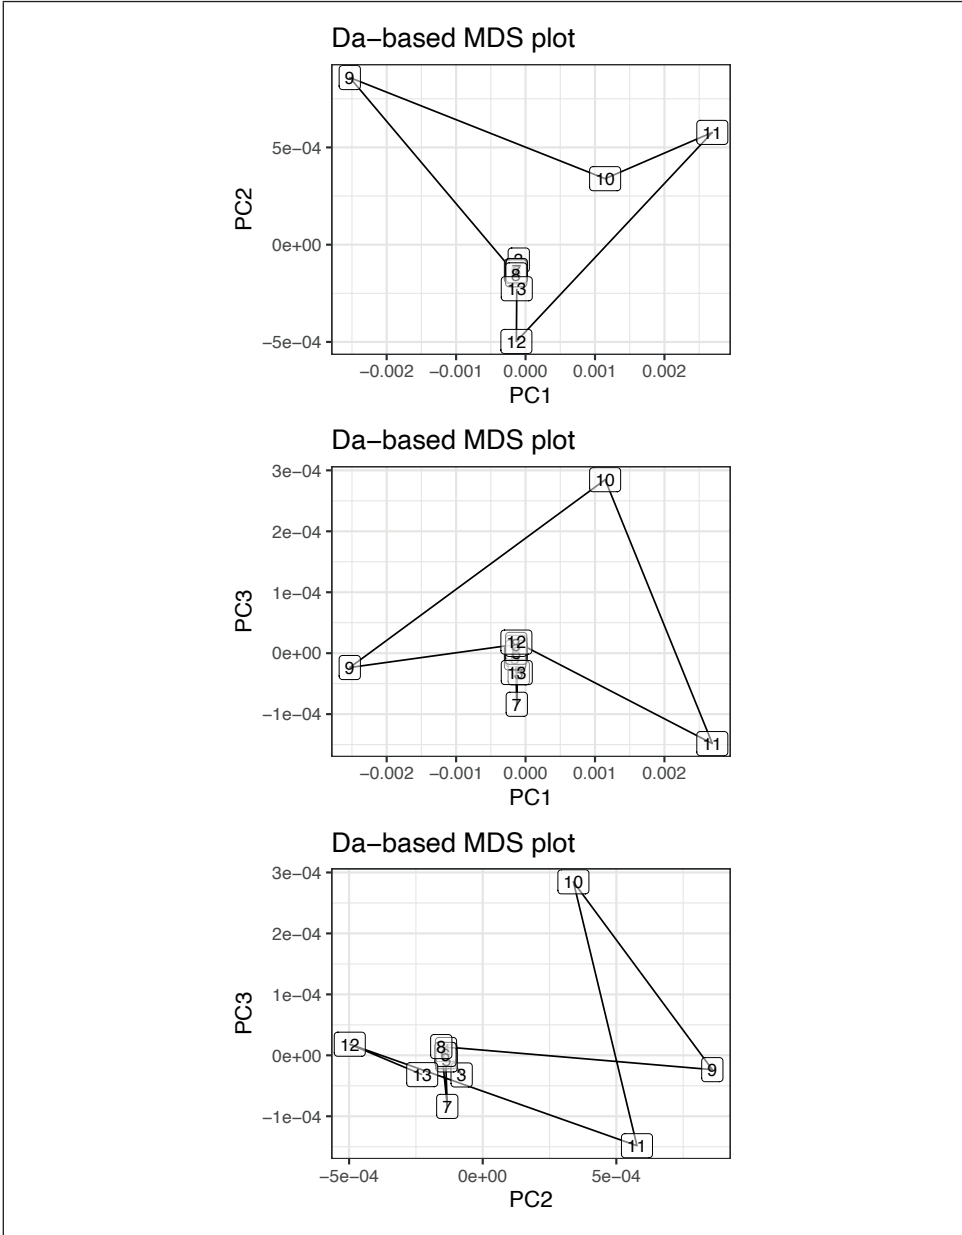 Da−based MDS plot
9
11
5e−04
10
PC2
0e+00
8
13
−5e−04
12
−0.002 −0.001 0.000 0.001 0.002
PC1
Da−based MDS plot
3e−04
10
2e−04
1e−04
PC3
12
0e+00
9
13
7
−1e−04
11
−0.002 −0.001 0.000 0.001 0.002
PC1
Da−based MDS plot
3e−04
10
2e−04
1e−04
PC3
12
8
0e+00
9
13
3
7
−1e−04
11
−5e−04 0e+00 5e−04
PC2